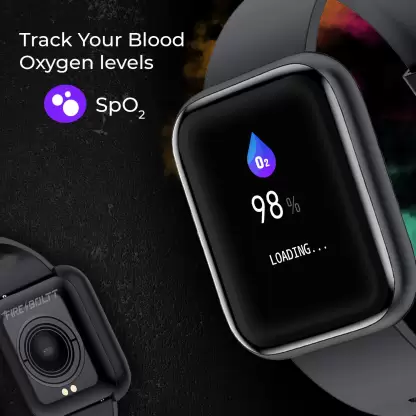 Track Your Blood
Oxygen levels
SpO₂
O₂
98 %
LOADING...
FIRE BOLTT